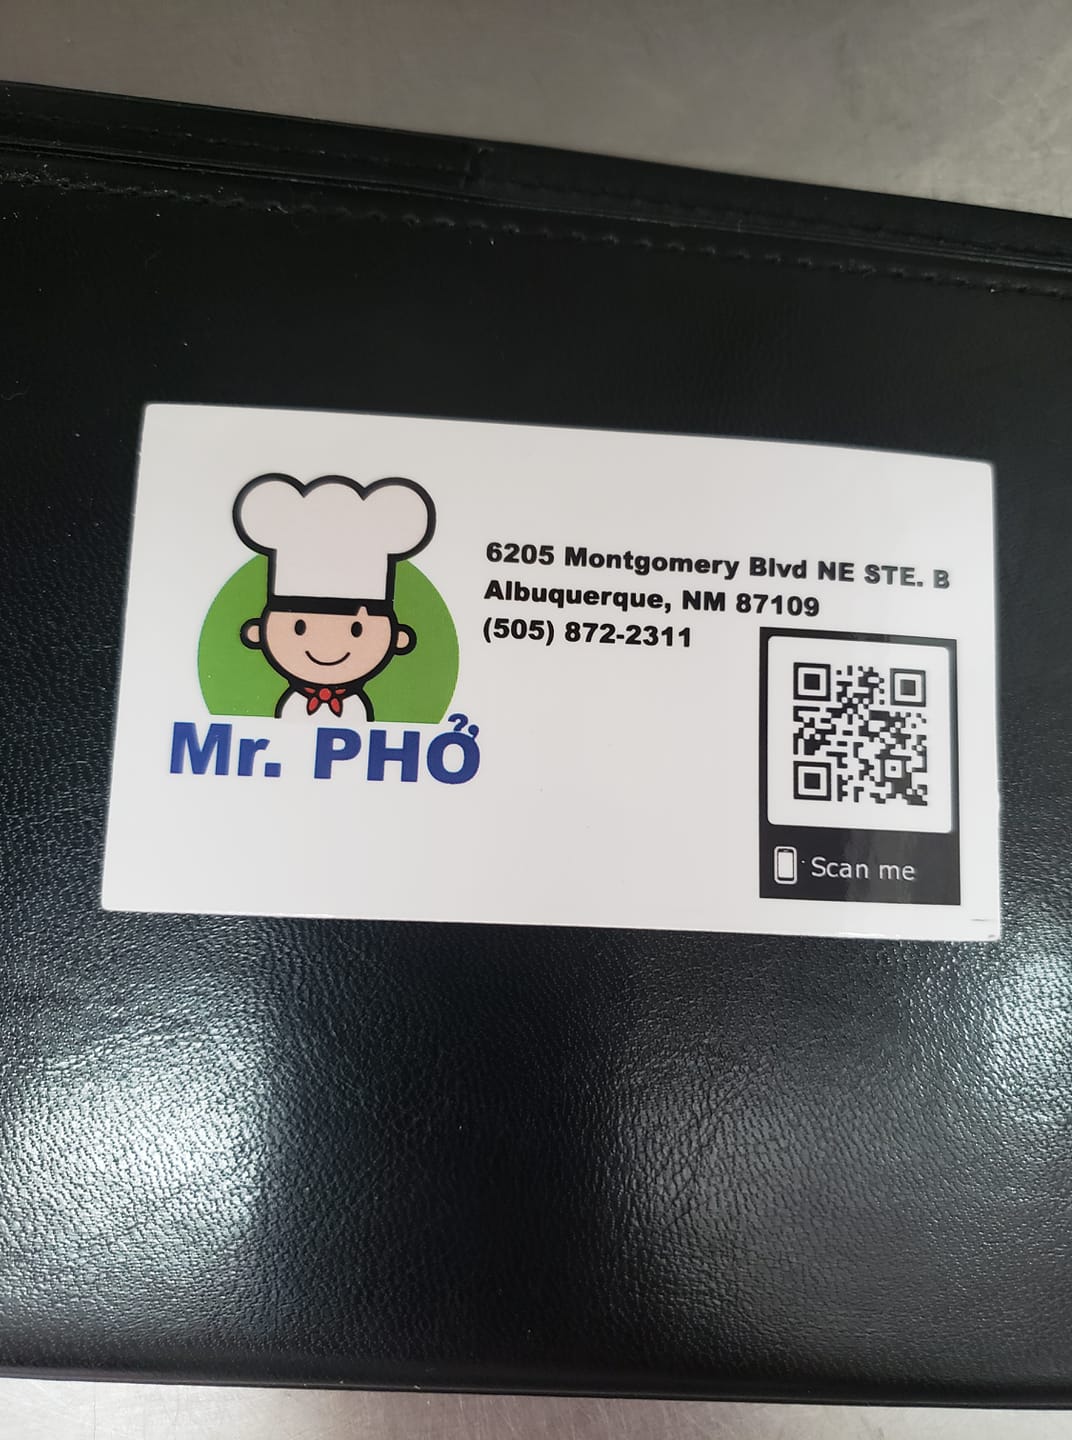 6205 Montgomery Blvd NE STE. B
Albuquerque, NM 87109
(505) 872-2311
Mr. PHỞ
Scan me